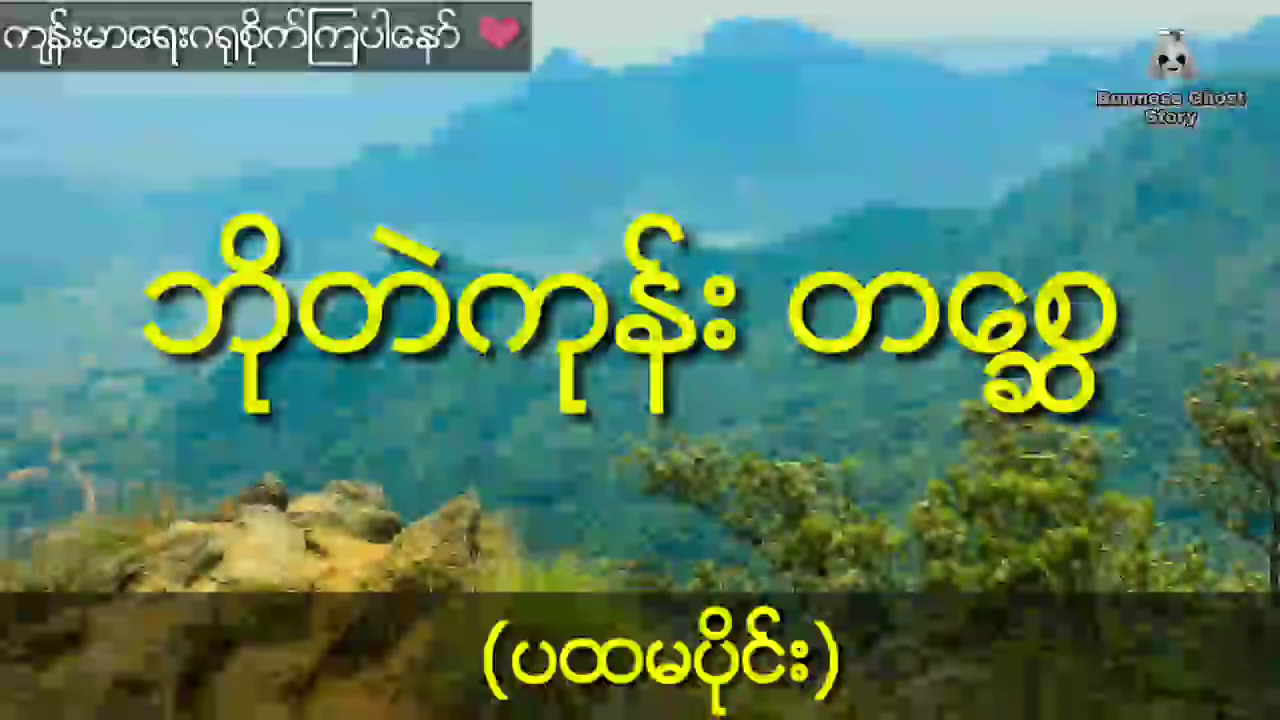 ကျန်းမာရေးဂရုစိုက်ကြပါနော် ❤
Burmese Ghost
Story
ဘိုတဲကုန်း တစ္ဆေ
(ပထမပိုင်း)